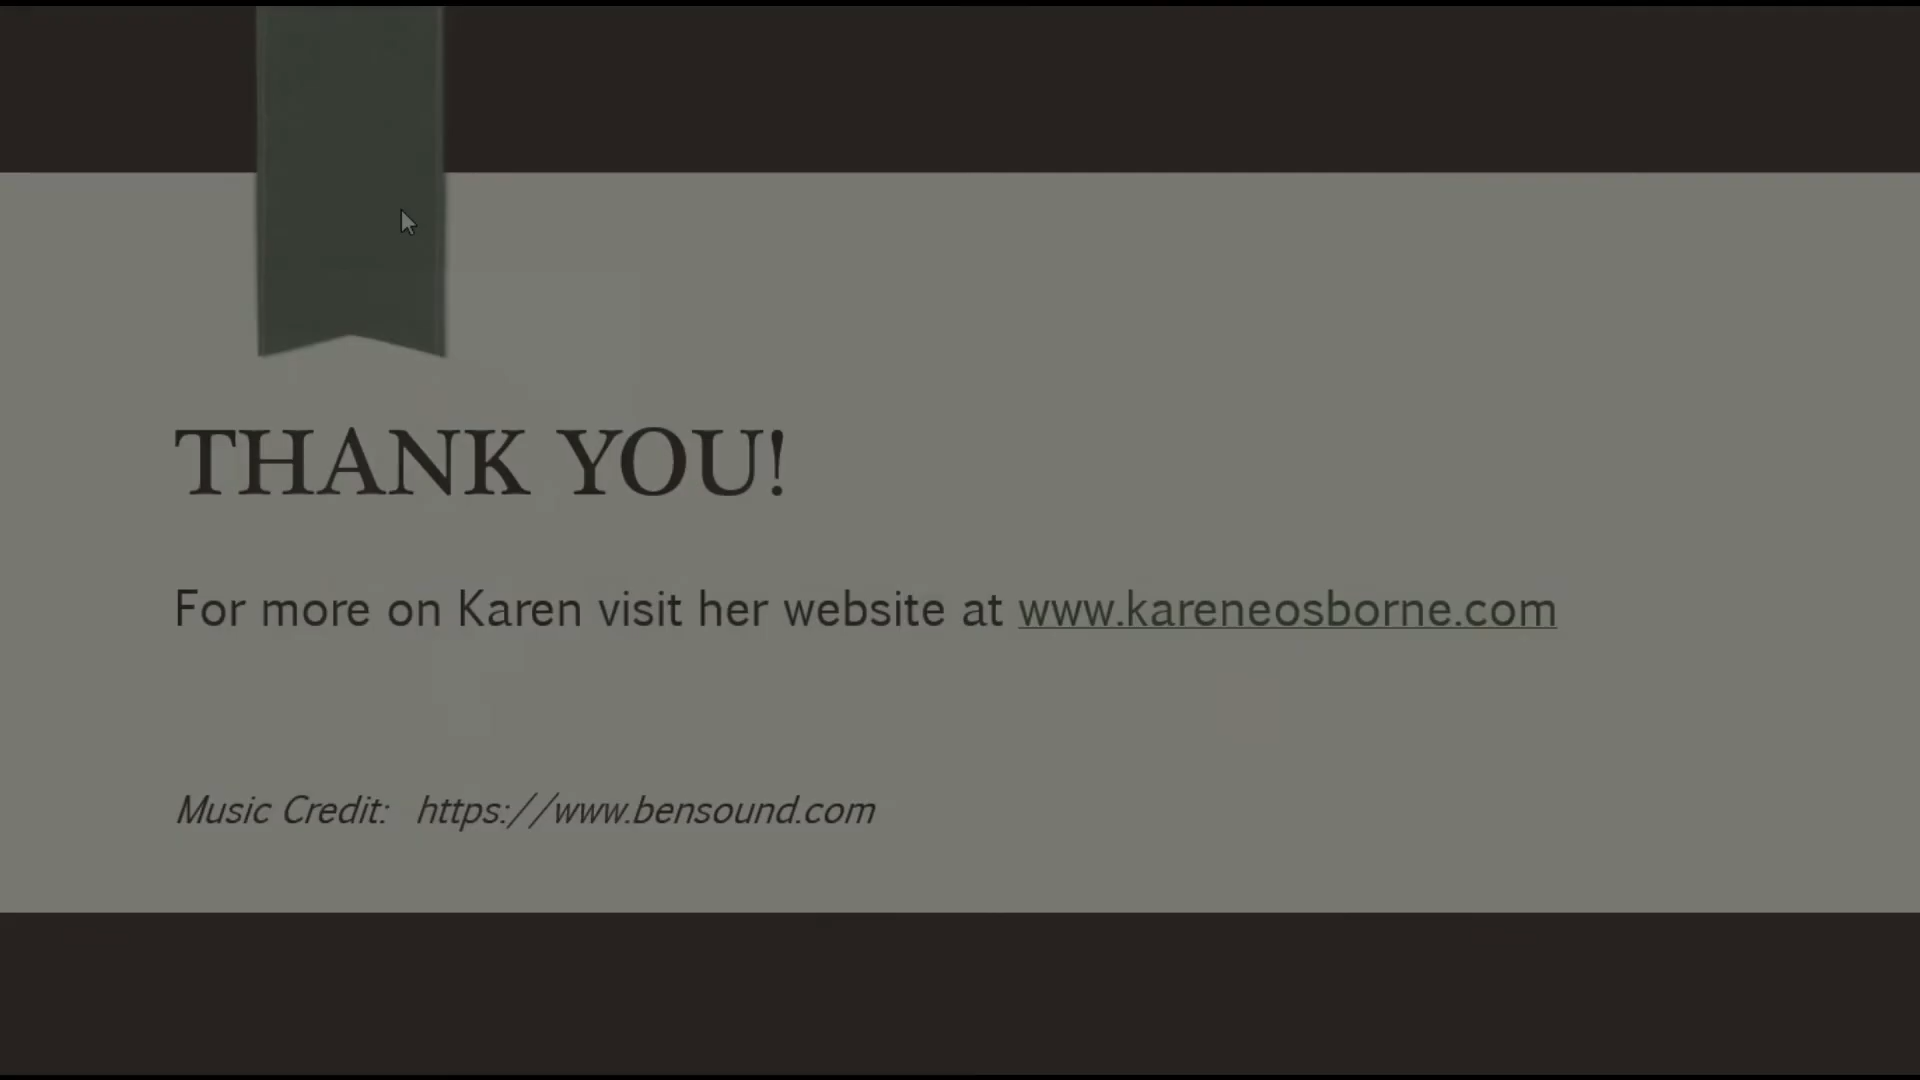 THANK YOU!
For more on Karen visit her website at www.kareneosborne.com
Music Credit: https://www.bensound.com